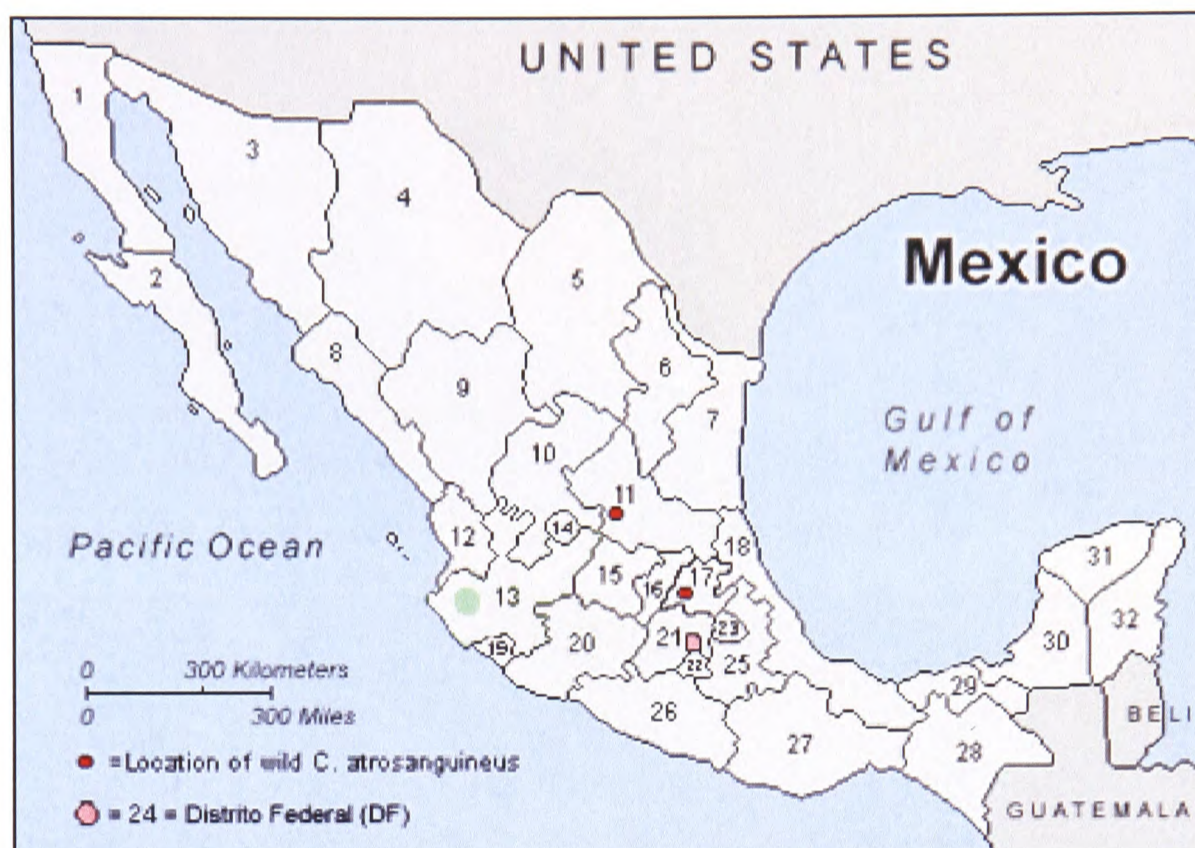 UNITED STATES
Mexico
Gulf of
Mexico
Pacific Ocean
1
2
3
4
5
6
7
8
9
10
11
12
13
14
15
16
17
18
19
20
21
22
23
25
26
27
28
29
30
31
32
BELI
GUATEMALA
0 300 Kilometers
0 300 Miles
= Location of wild C. atrosanguineus
= 24 = Distrito Federal (DF)